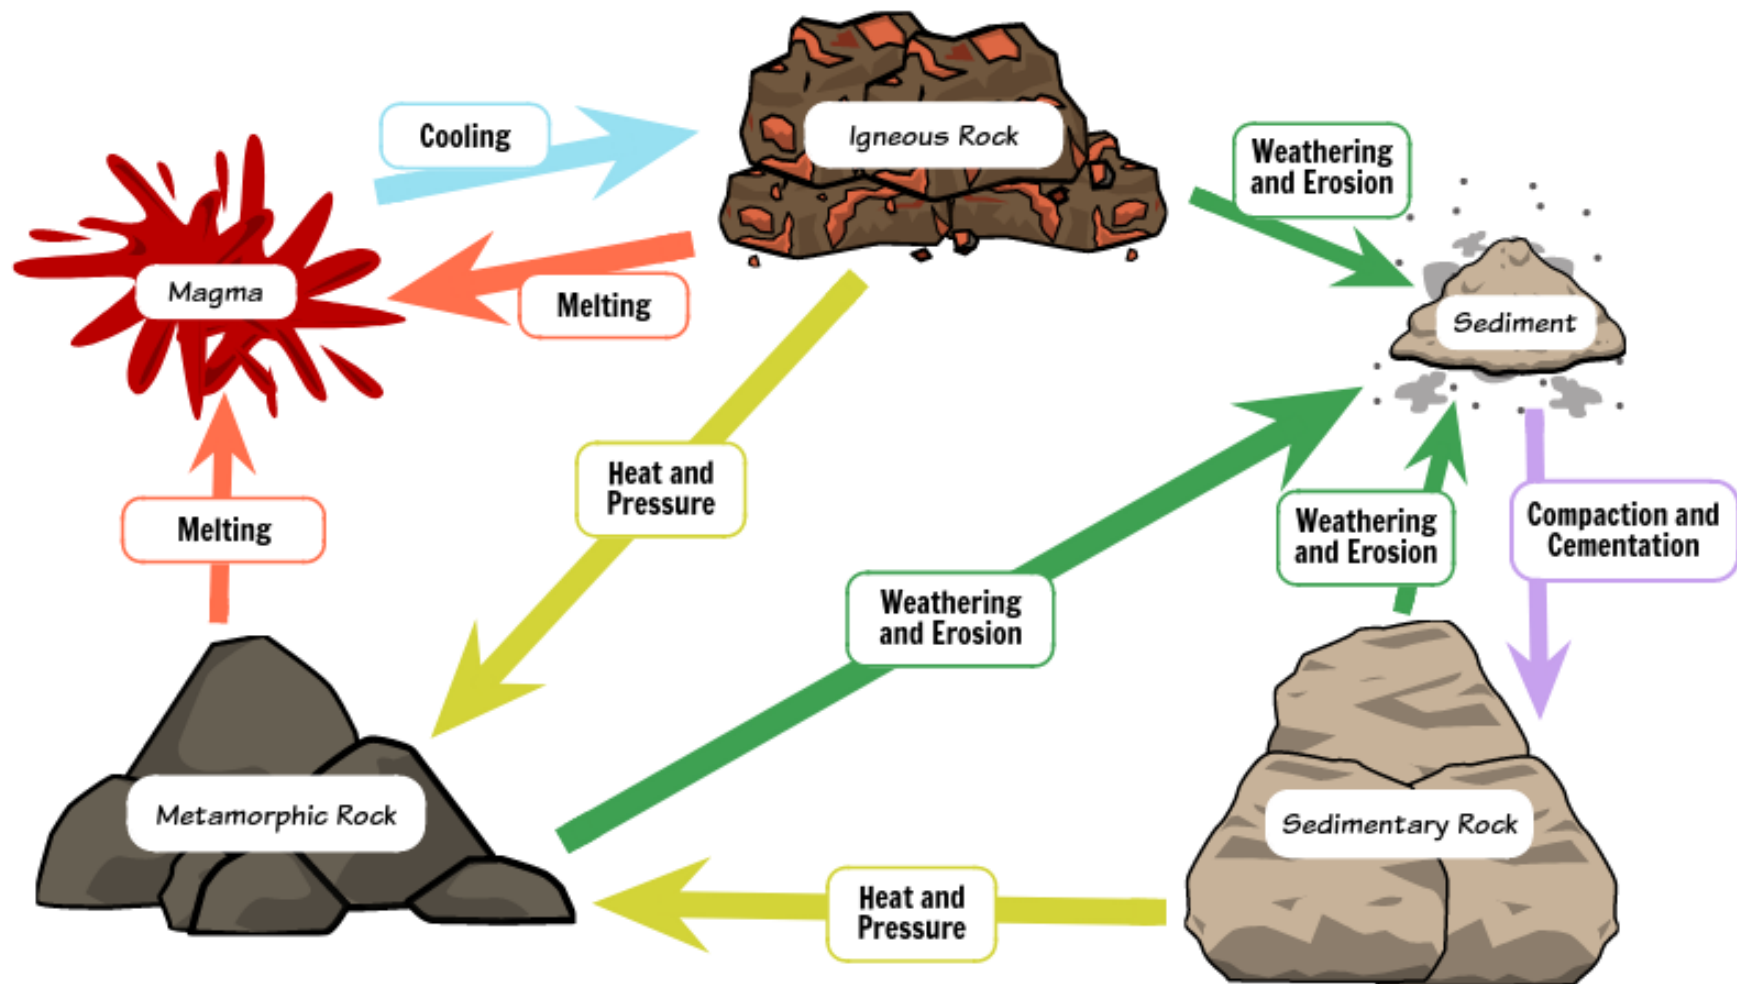 Cooling
Igneous Rock
Weathering
and Erosion
Magma
Melting
Sediment
Heat and
Pressure
Melting
Weathering
and Erosion
Compaction and
Cementation
Weathering
and Erosion
Metamorphic Rock
Sedimentary Rock
Heat and
Pressure